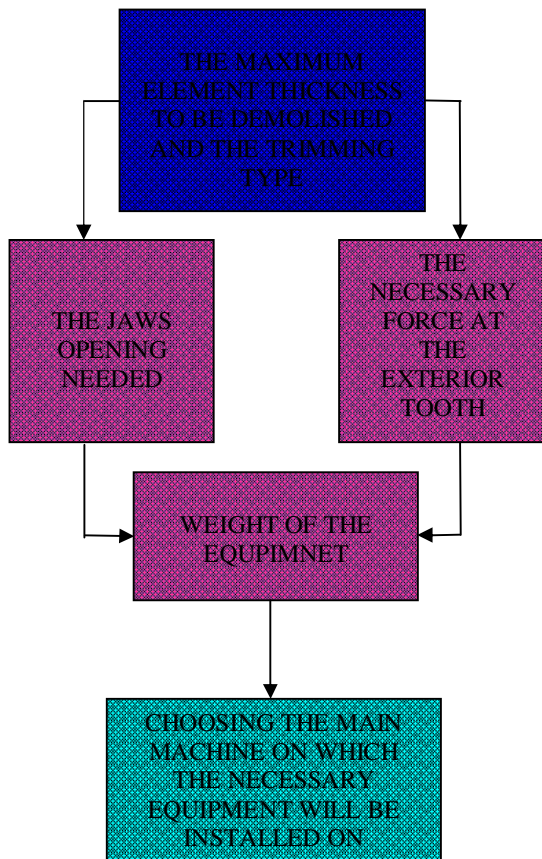 THE MAXIMUM
ELEMENT THICKNESS
TO BE DEMOLISHED
AND THE TRIMMING
TYPE
THE JAWS
OPENING
NEEDED
THE
NECESSARY
FORCE AT
THE
EXTERIOR
TOOTH
WEIGHT OF THE
EQUPIMNET
CHOOSING THE MAIN
MACHINE ON WHICH
THE NECESSARY
EQUIPMENT WILL BE
INSTALLED ON